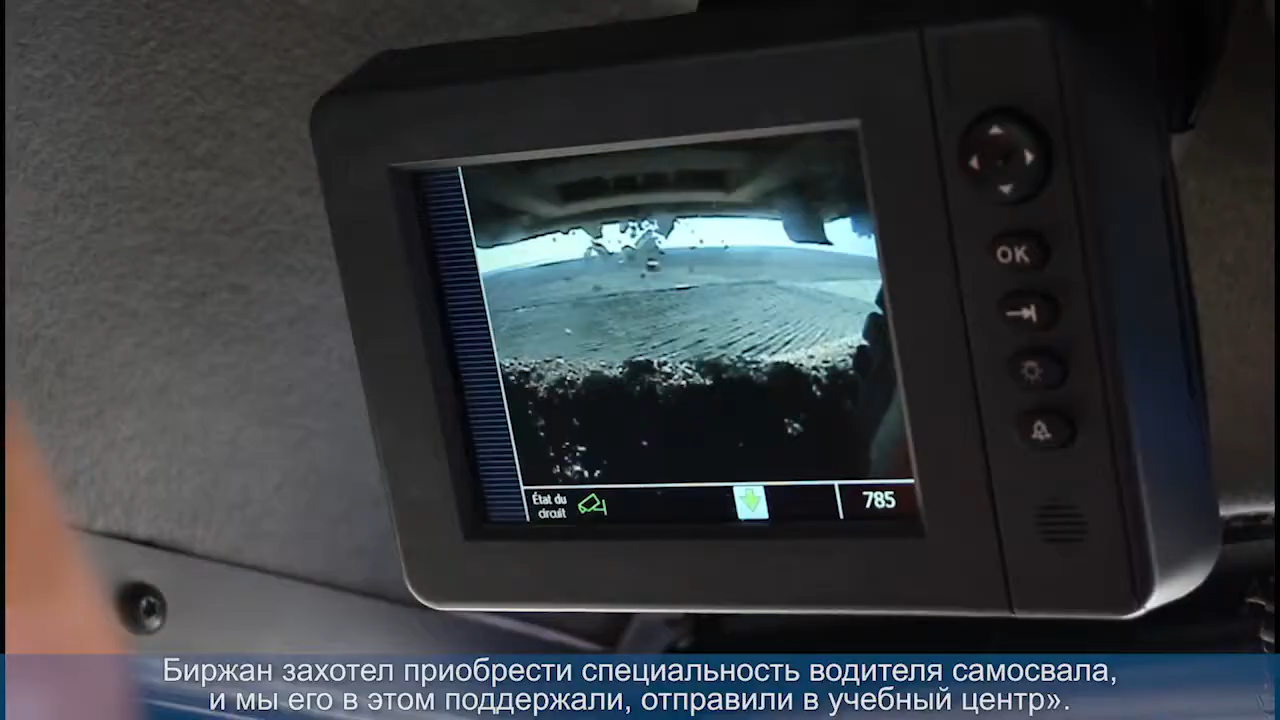 OK
État du
circuit
785
Биржан захотел приобрести специальность водителя самосвала,
и мы его в этом поддержали, отправили в учебный центр».